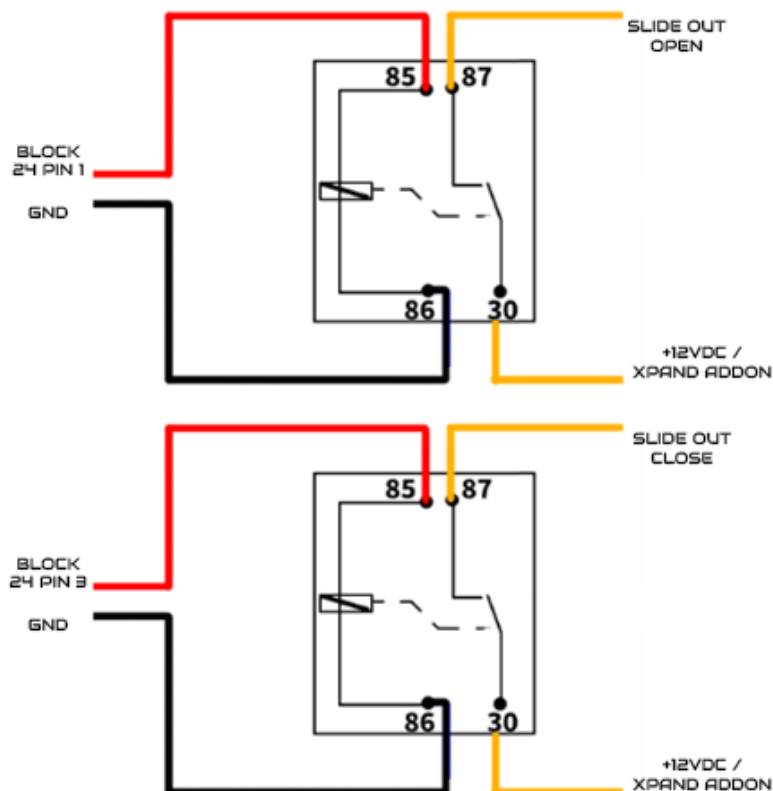 SLIDE OUT
OPEN
85 87
BLOCK
24 PIN 1
GND
86 30
+12VDC /
XPAND ADDON
SLIDE OUT
CLOSE
85 87
BLOCK
24 PIN 3
GND
86 30
+12VDC /
XPAND ADDON